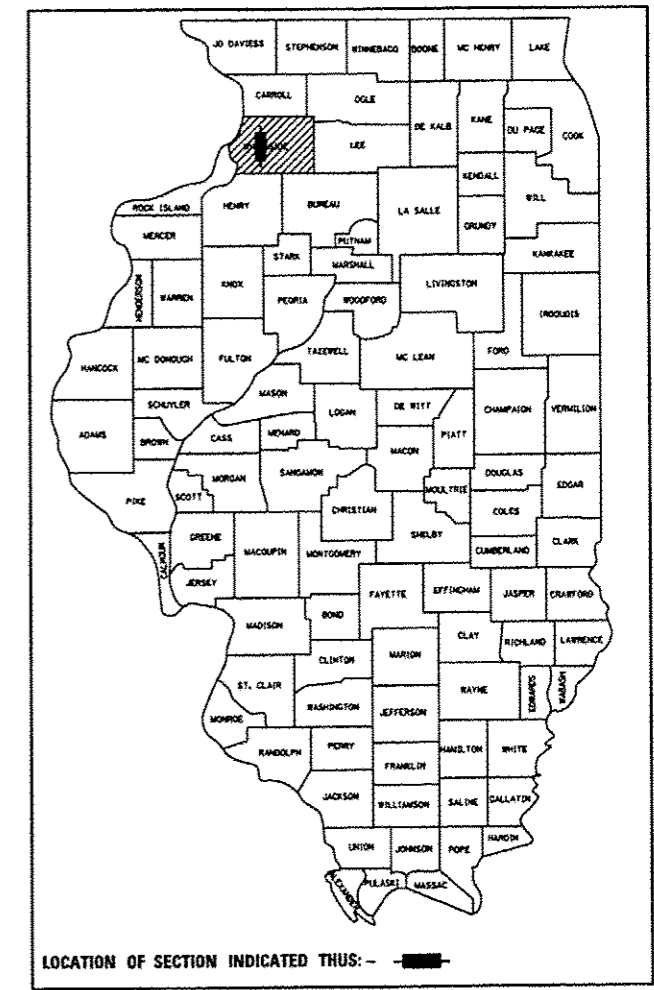 JO DAVIESS STEPHENSON WINNEBAGO BOONE MC HENRY LAKE
CARROLL OGLE
DE KALB KANE DU PAGE COOK
LEE
KENDALL
ROCK ISLAND HENRY BUREAU LA SALLE GRUNDY WILL
MERCER PUTNAM KANKAKEE
STARK MARSHALL
HENDERSON WARREN KNOX PEORIA WOODFORD LIVINGSTON IROQUOIS
HANCOCK MC DONOUGH FULTON TAZEWELL MC LEAN FORD
SCHUYLER MASON LOGAN DE WITT CHAMPAION VERMILION
ADAMS BROWN CASS MENARD MACON PIATT
PIKE SCOTT MORGAN SANGAMON MOULTRIE DOUGLAS EDGAR
CHRISTIAN COLES
CALHOUN GREENE MACOUPIN MONTGOMERY SHELBY CUMBERLAND CLARK
JERSEY FAYETTE EFFINGHAM JASPER CRAWFORD
MADISON BOND
CLAY RICHLAND LAWRENCE
CLINTON MARION
ST. CLAIR WAYNE EDWARDS WABASH
WASHINGTON JEFFERSON
MONROE
RANDOLPH PERRY HAMILTON WHITE
FRANKLIN
JACKSON WILLIAMSON SALINE GALLATIN
UNION JOHNSON POPE HARDIN
ALEXANDER PULASKI MASSAC
LOCATION OF SECTION INDICATED THUS: –